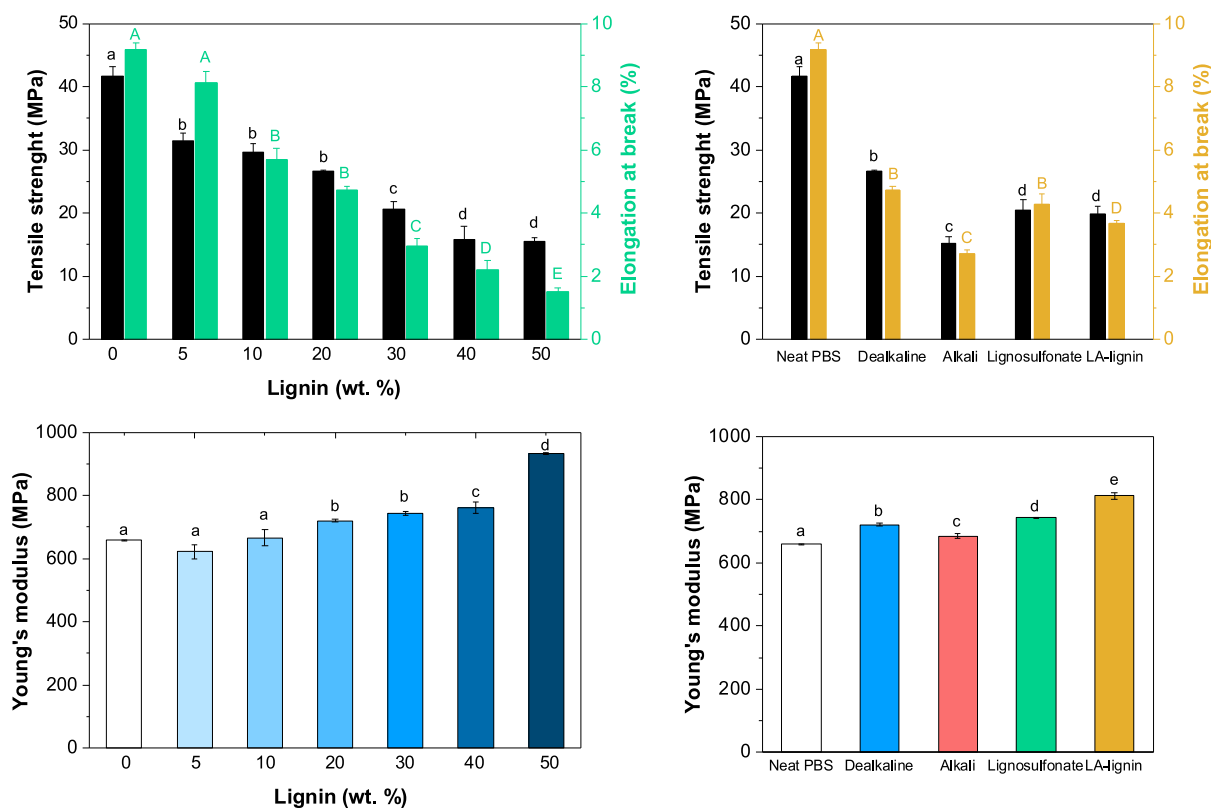 50
40
30
20
10
0
Tensile strenght (MPa)
a
A
b
A
b
B
b
B
c
C
d
D
d
E
10
8
6
4
2
0
Elongation at break (%)
0 5 10 20 30 40 50
Lignin (wt. %)
50
40
30
20
10
0
Tensile strenght (MPa)
a
A
b
B
c
C
d
B
d
D
10
8
6
4
2
0
Elongation at break (%)
Neat PBS Dealkaline Alkali Lignosulfonate LA-lignin
1000
800
600
400
200
0
Young's modulus (MPa)
a a a b b c d
0 5 10 20 30 40 50
Lignin (wt. %)
1000
800
600
400
200
0
Young's modulus (MPa)
a b c d e
Neat PBS Dealkaline Alkali Lignosulfonate LA-lignin